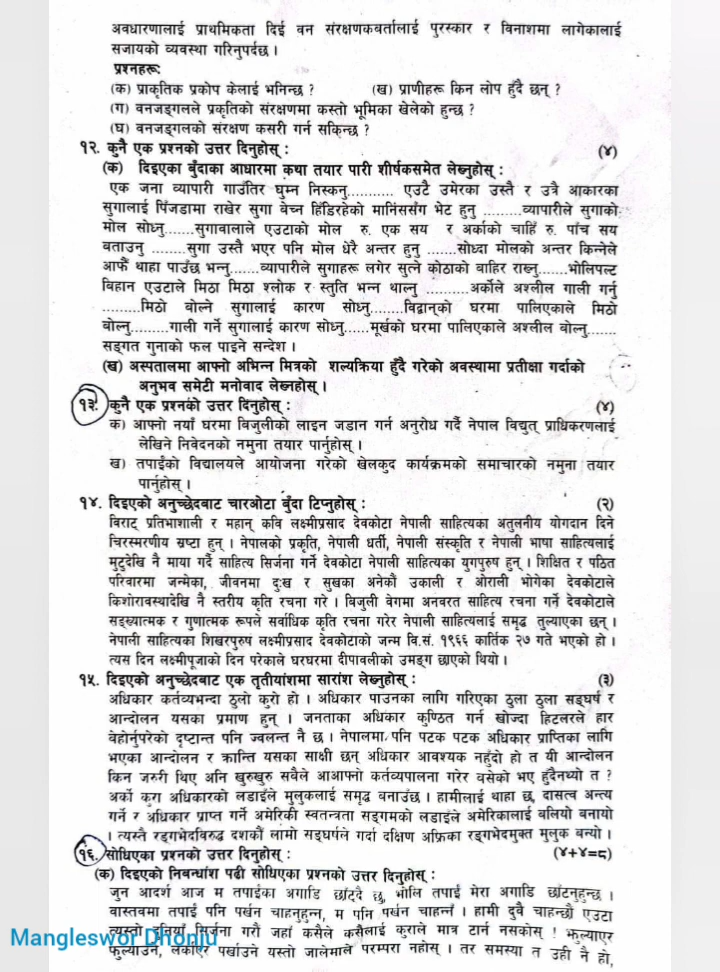 अवधारणालाई प्राथमिकता दिई वन संरक्षणकवर्तालाई पुरस्कार र विनाशमा लागेकालाई
सजायको व्यवस्था गरिनुपर्दछ ।
प्रश्नहरू:
(क) प्राकृतिक प्रकोप केलाई भनिन्छ ? (ख) प्राणीहरू किन लोप हुँदै छन् ?
(ग) वनजङ्गलले प्रकृतिको संरक्षणमा कस्तो भूमिका खेलेको हुन्छ ?
(घ) वनजङ्गलको संरक्षण कसरी गर्न सकिन्छ ?
१२. कुनै एक प्रश्नको उत्तर दिनुहोस् : (४)
(क) दिइएका बुँदाका आधारमा कथा तयार पारी शीर्षकसमेत लेख्नुहोस् :
एक जना व्यापारी गाउँतिर घुम्न निस्कनु........... एउटै उमेरका उस्तै र उत्रै आकारका
सुगालाई पिंजडामा राखेर सुगा बेच्न हिँडिरहेको मानिससँग भेट हुनु .........व्यापारीले सुगाको
मोल सोध्नु......सुगावालाले एउटाको मोल रु. एक सय र अर्काको चाहिँ रु. पाँच सय
बताउनु ........सुगा उस्तै भएर पनि मोल धेरै अन्तर हुनु .......सोध्दा मोलको अन्तर किन्नेले
आफैँ थाहा पाउँछ भन्नु......व्यापारीले सुगाहरू लगेर सुत्ने कोठाको बाहिर राख्नु.......भोलिपल्ट
बिहान एउटाले मिठा मिठा श्लोक र स्तुति भन्न थाल्नु ..........अर्काले अश्लील गाली गर्नु
..........मिठो बोल्ने सुगालाई कारण सोध्नु........विद्वान्को घरमा पालिएकाले मिठो
बोल्नु..........गाली गर्ने सुगालाई कारण सोध्नु......मूर्खको घरमा पालिएकाले अश्लील बोल्नु......
सङ्गत गुनाको फल पाइने सन्देश ।
(ख) अस्पतालमा आफ्नो अभिन्न मित्रको शल्यक्रिया हुँदै गरेको अवस्थामा प्रतीक्षा गर्दाको
अनुभव समेटी मनोवाद लेख्नहोस् ।
१३. कुनै एक प्रश्नको उत्तर दिनुहोस् : (४)
क) आफ्नो नयाँ घरमा बिजुलीको लाइन जडान गर्न अनुरोध गर्दै नेपाल विद्युत् प्राधिकरणलाई
लेखिने निवेदनको नमुना तयार पार्नुहोस् ।
ख) तपाईंको विद्यालयले आयोजना गरेको खेलकुद कार्यक्रमको समाचारको नमुना तयार
पार्नुहोस् ।
१४. दिइएको अनुच्छेदबाट चारओटा बुँदा टिप्नुहोस् : (२)
विराट् प्रतिभाशाली र महान् कवि लक्ष्मीप्रसाद देवकोटा नेपाली साहित्यका अतुलनीय योगदान दिने
चिरस्मरणीय स्रष्टा हुन् । नेपालको प्रकृति, नेपाली धर्ती, नेपाली संस्कृति र नेपाली भाषा साहित्यलाई
मुटुदेखि नै माया गर्दै साहित्य सिर्जना गर्ने देवकोटा नेपाली साहित्यका युगपुरुष हुन् । शिक्षित र पठित
परिवारमा जन्मेका, जीवनमा दुःख र सुखका अनेकौं उकाली र ओराली भोगेका देवकोटाले
किशोरावस्थादेखि नै स्तरीय कृति रचना गरे । बिजुली वेगमा अनवरत साहित्य रचना गर्ने देवकोटाले
सङ्ख्यात्मक र गुणात्मक रूपले सर्वाधिक कृति रचना गरेर नेपाली साहित्यलाई समृद्ध तुल्याएका छन् ।
नेपाली साहित्यका शिखरपुरुष लक्ष्मीप्रसाद देवकोटाको जन्म वि.सं. १९६६ कार्तिक २७ गते भएको हो ।
त्यस दिन लक्ष्मीपूजाको दिन परेकाले घरघरमा दीपावलीको उमङ्ग छाएको थियो ।
१५. दिइएको अनुच्छेदबाट एक तृतीयांशमा सारांश लेख्नुहोस् : (३)
अधिकार कर्तव्यभन्दा ठुलो कुरो हो । अधिकार पाउनका लागि गरिएका ठुला ठुला सङ्घर्ष र
आन्दोलन यसका प्रमाण हुन् । जनताका अधिकार कुण्ठित गर्न खोज्दा हिटलरले हार
बेहोर्नुपरेको दृष्टान्त पनि ज्वलन्त नै छ । नेपालमा पनि पटक पटक अधिकार प्राप्तिका लागि
भएका आन्दोलन र क्रान्ति यसका साक्षी छन् अधिकार आवश्यक नहुँदो हो त यी आन्दोलन
किन जरुरी थिए अनि खुरुखुरु सवैले आआफ्नो कर्तव्यपालना गरेर बसेको भए हुँदैनथ्यो त ?
अर्को कुरा अधिकारको लडाइँले मुलुकलाई समृद्ध बनाउँछ । हामीलाई थाहा छ, दासत्व अन्त्य
गर्ने र अधिकार प्राप्त गर्ने अमेरिकी स्वतन्त्रता सङ्गमको लडाइँले अमेरिकालाई बलियो बनायो
। त्यस्तै रङ्गभेदविरुद्ध दशकौँ लामो सङ्घर्षले गर्दा दक्षिण अफ्रिका रङ्गभेदमुक्त मुलुक बन्यो ।
१६. सोधिएका प्रश्नको उत्तर दिनुहोस् : (४+४=८)
(क) दिइएको निबन्धांश पढी सोधिएका प्रश्नको उत्तर दिनुहोस् :
जुन आदर्श आज म तपाईंका अगाडि छाँट्दै छु, भोलि तपाईं मेरा अगाडि छाँटनुहुन्छ ।
वास्तवमा तपाईं पनि पर्खन चाहनुहुन्न, म पनि पर्खन चाहन्नँ । हामी दुवै चाहन्छौ एउटा
त्यस्तो दुनियाँ सिर्जना गरौँ जहाँ कसैले कसैलाई कुराले मात्र टार्न नसकोस् ! झुल्याएर
फुल्याउने, लर्काएर पर्खाउने यस्तो जालेमाले परम्परा नहोस् । तर समस्या त उही नै हो,
Mangleswor Dhonju